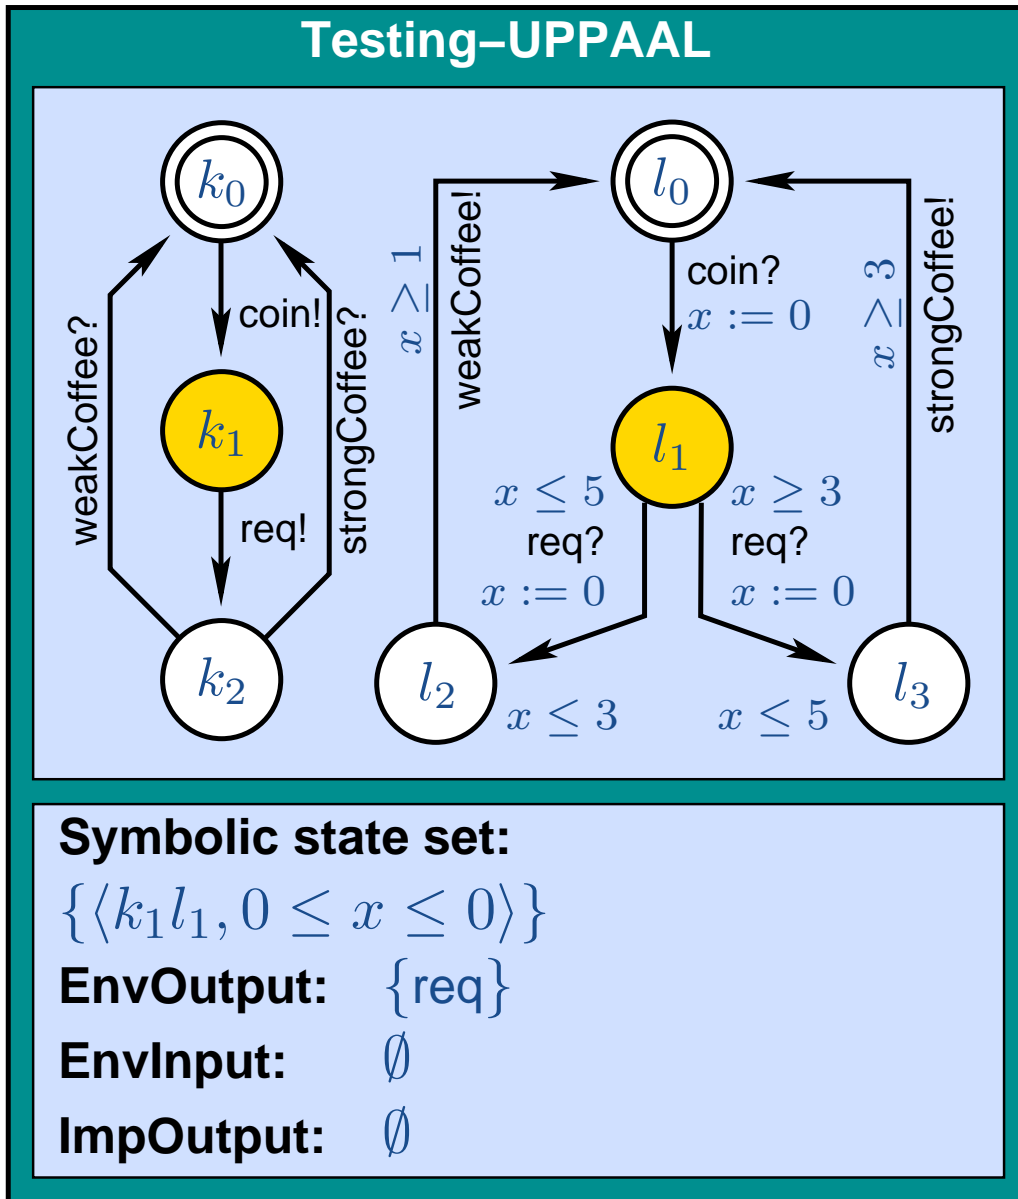 Testing–UPPAAL
k₀
l₀
weakCoffee?
coin!
strongCoffee?
x ≥ 1
weakCoffee!
coin?
x := 0
x ≥ 3
strongCoffee!
k₁
l₁
req!
x ≤ 5
req?
x := 0
x ≥ 3
req?
x := 0
k₂
l₂
x ≤ 3
x ≤ 5
l₃
Symbolic state set:
{⟨k₁l₁, 0 ≤ x ≤ 0⟩}
EnvOutput: {req}
EnvInput: ∅
ImpOutput: ∅